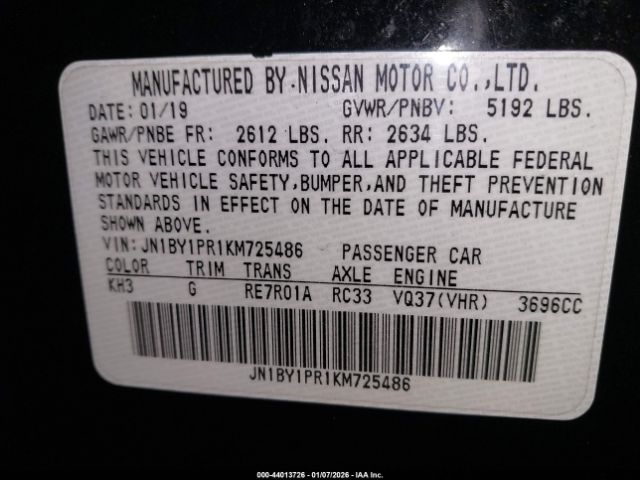 MANUFACTURED BY.NISSAN MOTOR CO.,LTD.
DATE: 01/19 GVWR/PNBV: 5192 LBS.
GAWR/PNBE FR: 2612 LBS. RR: 2634 LBS.
THIS VEHICLE CONFORMS TO ALL APPLICABLE FEDERAL
MOTOR VEHICLE SAFETY,BUMPER,AND THEFT PREVENTION
STANDARDS IN EFFECT ON THE DATE OF MANUFACTURE
SHOWN ABOVE.
VIN:JN1BY1PR1KM725486 PASSENGER CAR
COLOR TRIM TRANS AXLE ENGINE
KH3 G RE7R01A RC33 VQ37(VHR) 3696CC
JN1BY1PR1KM725486
000-44013726 - 01/07/2026 - IAA Inc.